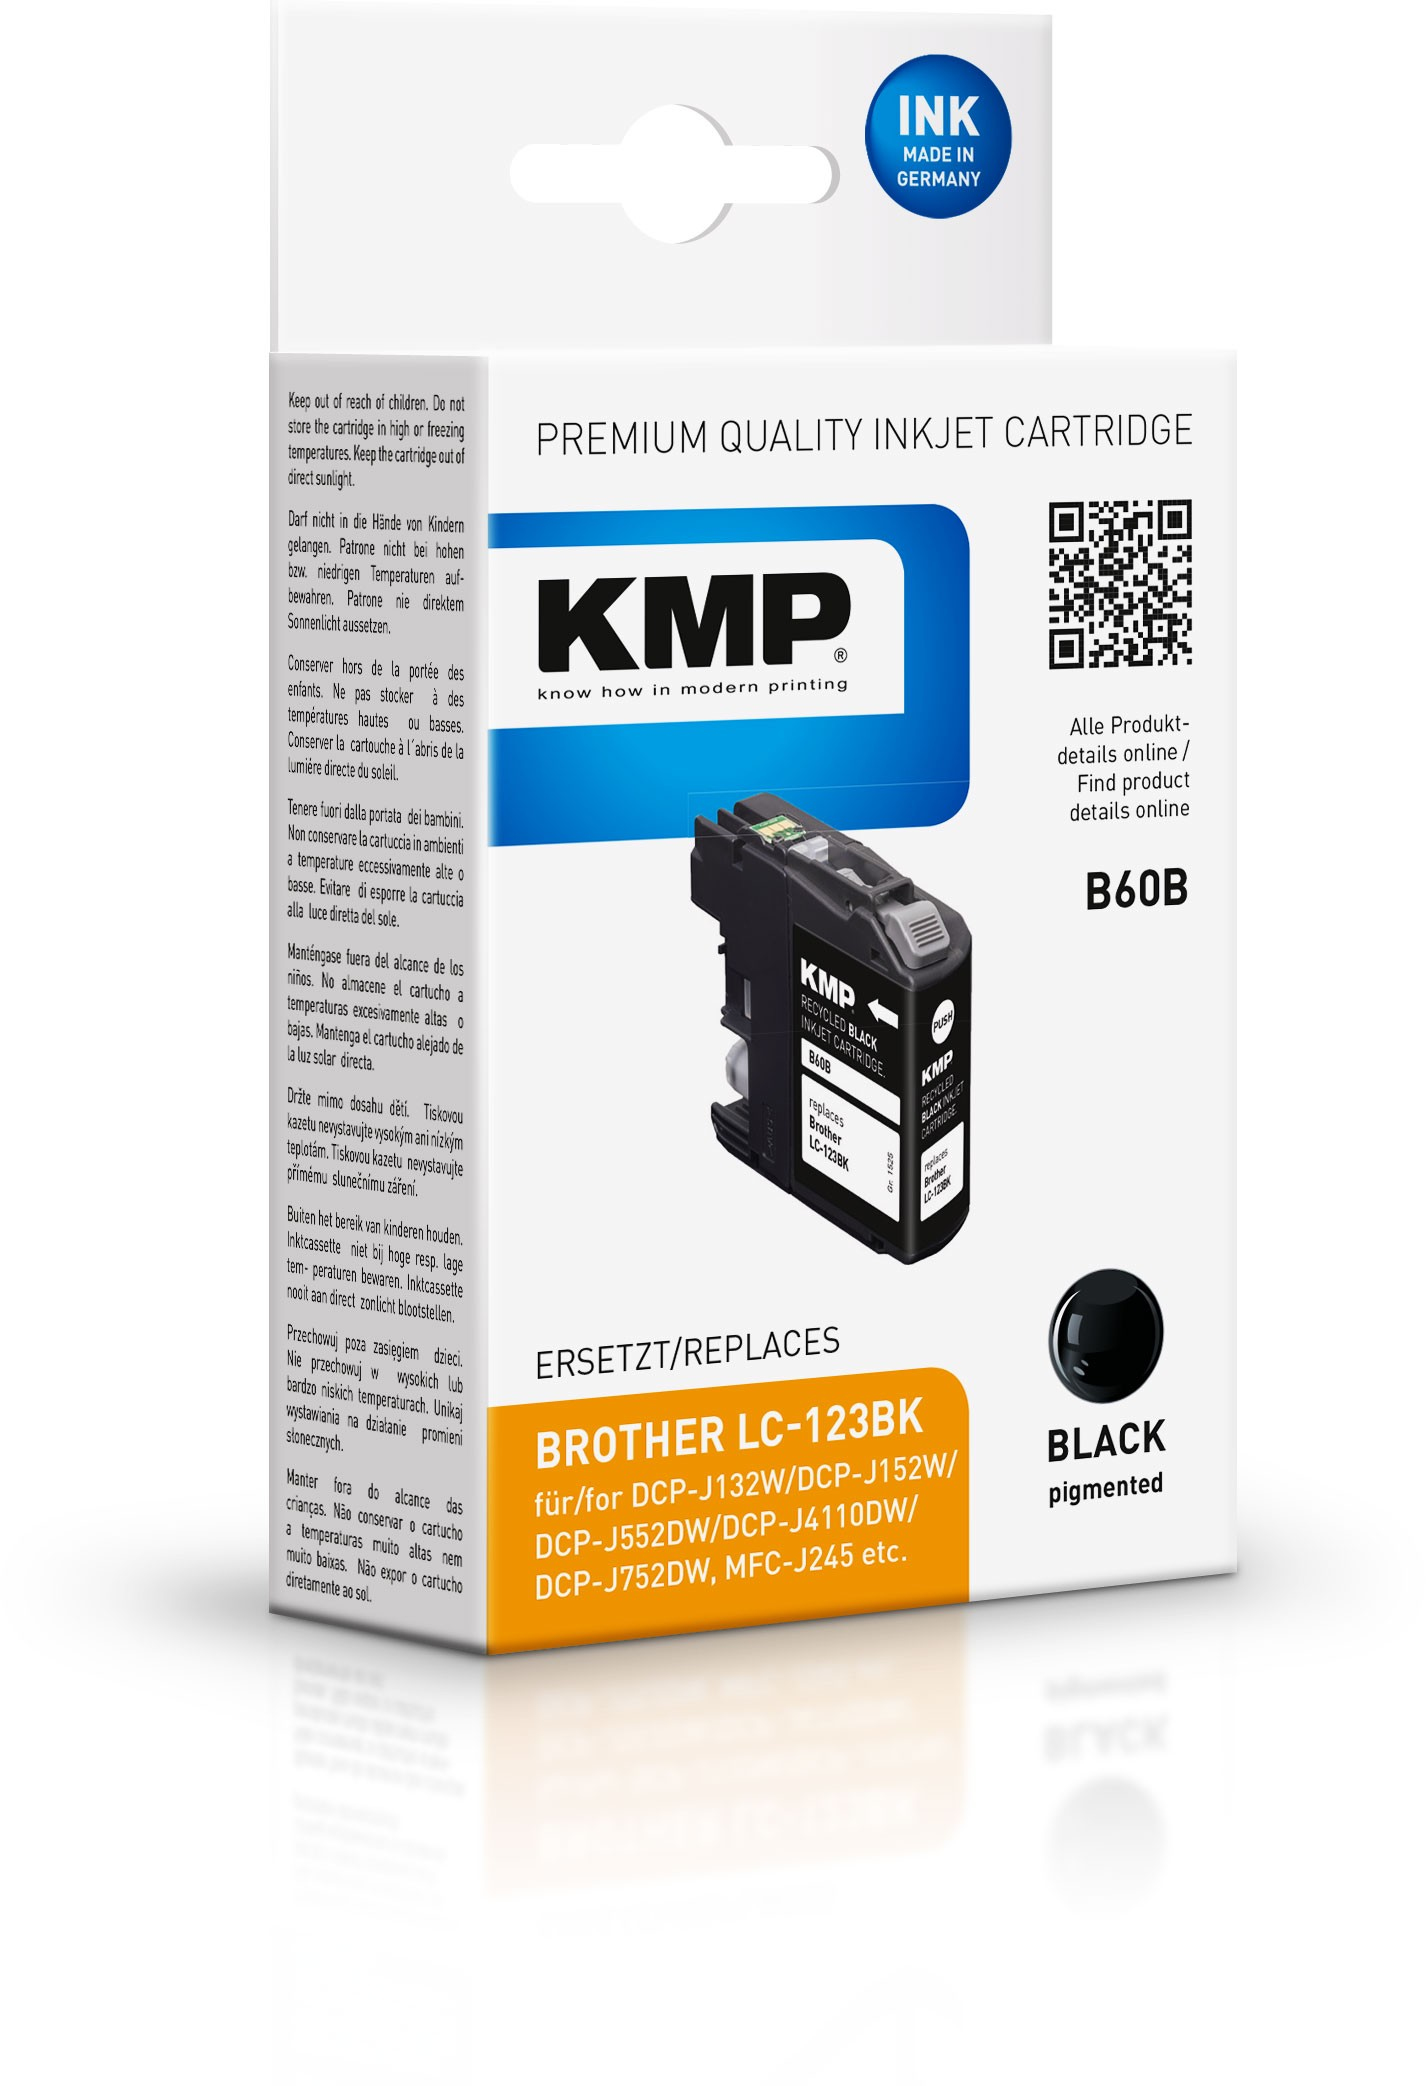 INK
MADE IN
GERMANY
PREMIUM QUALITY INKJET CARTRIDGE
KMP®
know how in modern printing
Alle Produkt-
details online /
Find product
details online
B60B
KMP
RECYCLED BLACK
INKJET CARTRIDGE.
B60B
replaces
Brother
LC-123BK
Gr. 1525
PUSH
KMP
RECYCLED
BLACK INKJET
CARTRIDGE.
replaces
Brother
LC-123BK
ERSETZT/REPLACES
BROTHER LC-123BK
für/for DCP-J132W/DCP-J152W/
DCP-J552DW/DCP-J4110DW/
DCP-J752DW, MFC-J245 etc.
BLACK
pigmented
Keep out of reach of children. Do not
store the cartridge in high or freezing
temperatures. Keep the cartridge out of
direct sunlight.
Darf nicht in die Hände von Kindern
gelangen. Patrone nicht bei hohen
bzw. niedrigen Temperaturen auf-
bewahren. Patrone nie direktem
Sonnenlicht aussetzen.
Conserver hors de la portée des
enfants. Ne pas stocker à des
températures hautes ou basses.
Conserver la cartouche à l´abris de la
lumiére directe du soleil.
Tenere fuori dalla portata dei bambini.
Non conservare la cartuccia in ambienti
a temperature eccessivamente alte o
basse. Evitare di esporre la cartuccia
alla luce diretta del sole.
Manténgase fuera del alcance de los
niños. No almacene el cartucho a
temperaturas excesivamente altas o
bajas. Mantenga el cartucho alejado de
la luz solar directa.
Držte mimo dosahu dětí. Tiskovou
kazetu nevystavujte vysokým ani nízkým
teplotám. Tiskovou kazetu nevystavujte
přímému slunečnímu záření.
Buiten het bereik van kinderen houden.
Inktcassette niet bij hoge resp. lage
tem- peraturen bewaren. Inktcassette
nooit aan direct zonlicht blootstellen.
Przechowuj poza zasięgiem dzieci.
Nie przechowuj w wysokich lub
bardzo niskich temperaturach. Unikaj
wystawiania na działanie promieni
słonecznych.
Manter fora do alcance das
crianças. Não conservar o cartucho
a temperaturas muito altas nem
muito baixas. Não expor o cartucho
diretamente ao sol.